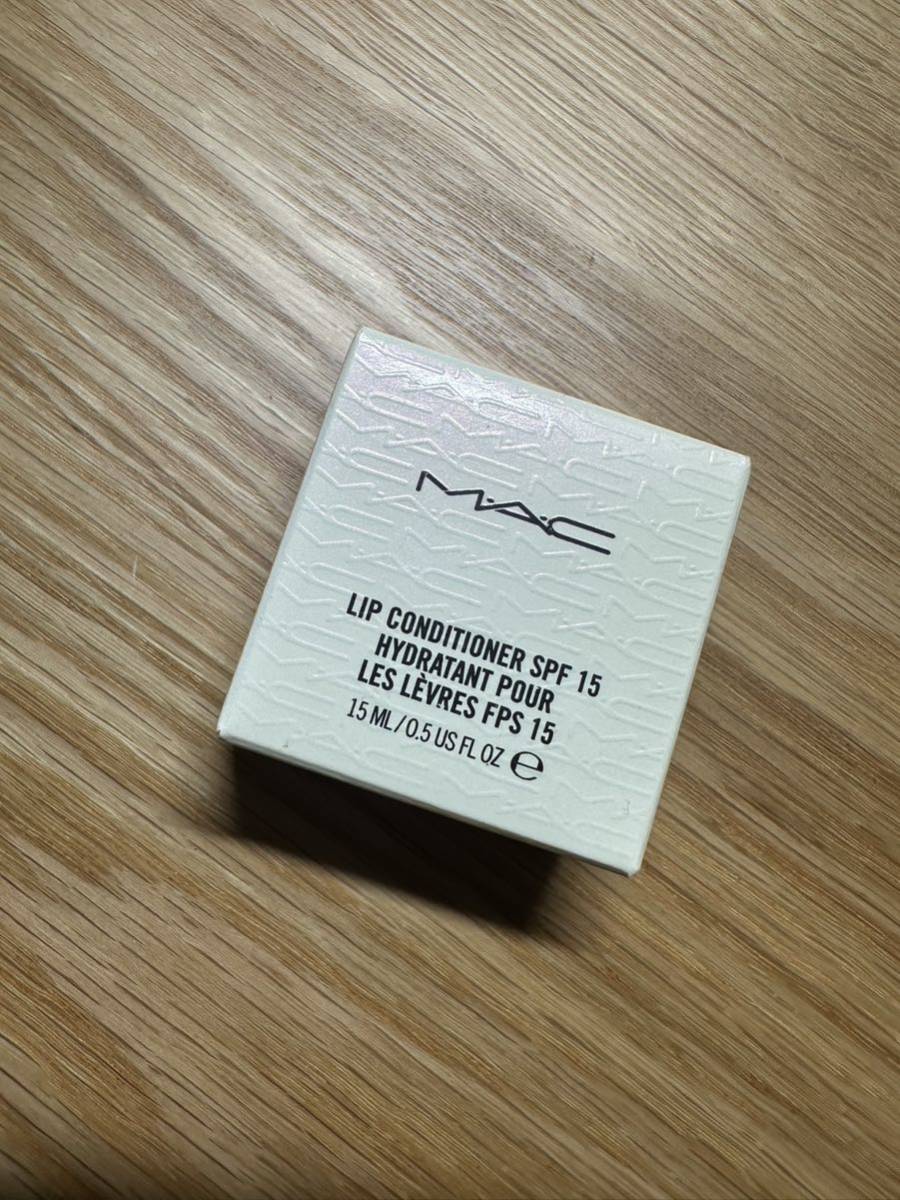 M·A·C
LIP CONDITIONER SPF 15
HYDRATANT POUR
LES LÈVRES FPS 15
15 ML/0.5 US FL OZ ℮